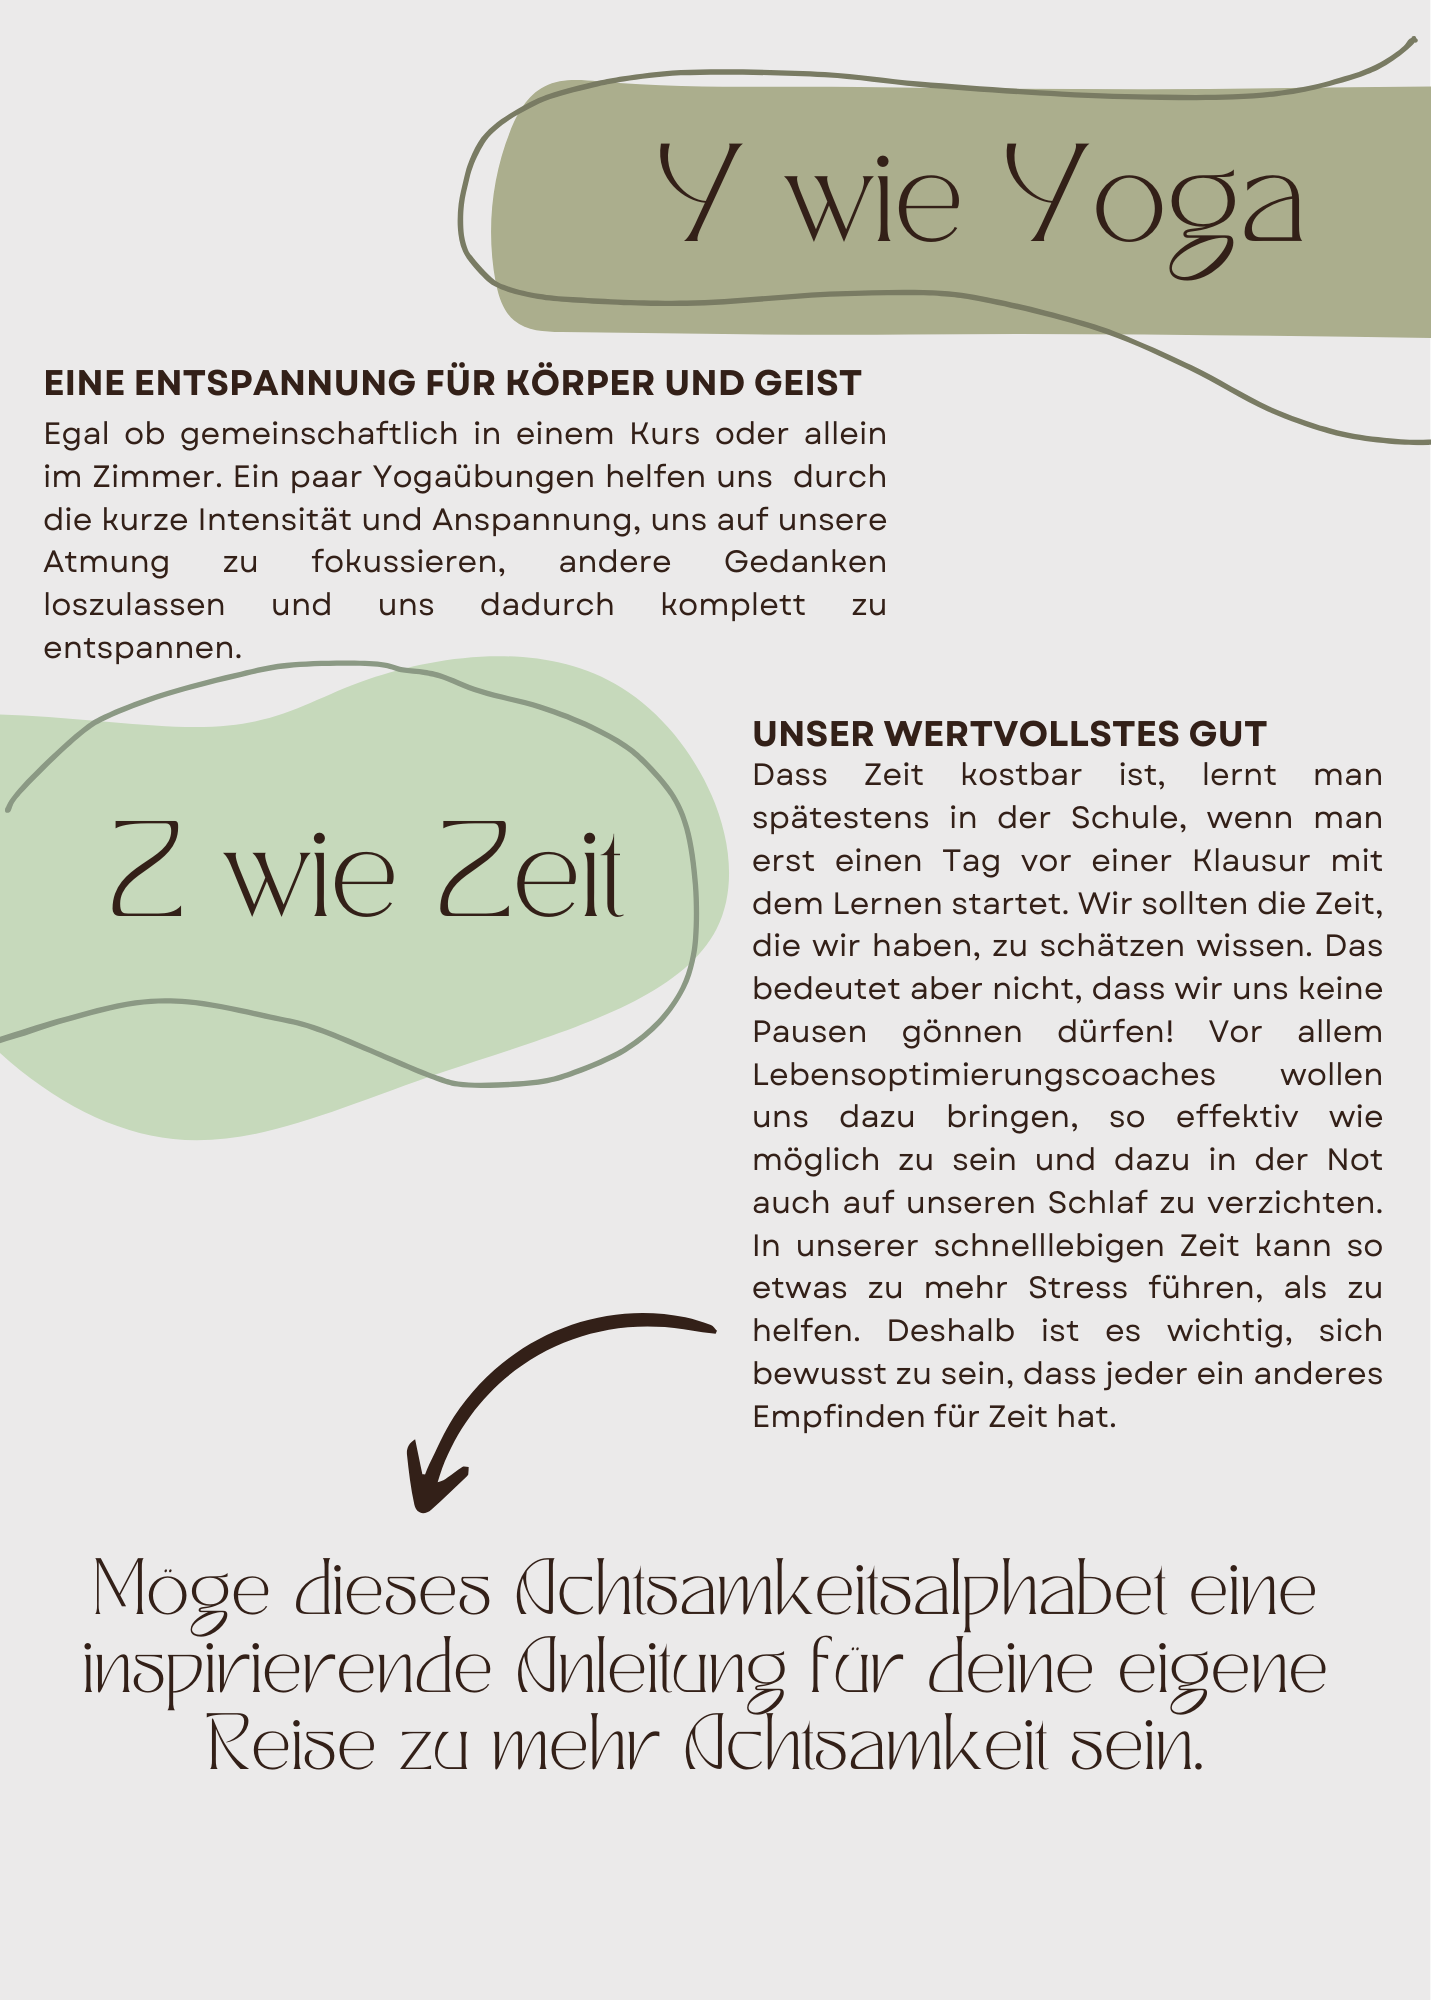 Y wie Yoga
EINE ENTSPANNUNG FÜR KÖRPER UND GEIST
Egal ob gemeinschaftlich in einem Kurs oder allein
im Zimmer. Ein paar Yogaübungen helfen uns durch
die kurze Intensität und Anspannung, uns auf unsere
Atmung zu fokussieren, andere Gedanken
loszulassen und uns dadurch komplett zu
entspannen.
Z wie Zeit
UNSER WERTVOLLSTES GUT
Dass Zeit kostbar ist, lernt man
spätestens in der Schule, wenn man
erst einen Tag vor einer Klausur mit
dem Lernen startet. Wir sollten die Zeit,
die wir haben, zu schätzen wissen. Das
bedeutet aber nicht, dass wir uns keine
Pausen gönnen dürfen! Vor allem
Lebensoptimierungscoaches wollen
uns dazu bringen, so effektiv wie
möglich zu sein und dazu in der Not
auch auf unseren Schlaf zu verzichten.
In unserer schnelllebigen Zeit kann so
etwas zu mehr Stress führen, als zu
helfen. Deshalb ist es wichtig, sich
bewusst zu sein, dass jeder ein anderes
Empfinden für Zeit hat.
Möge dieses Achtsamkeitsalphabet eine
inspirierende Anleitung für deine eigene
Reise zu mehr Achtsamkeit sein.